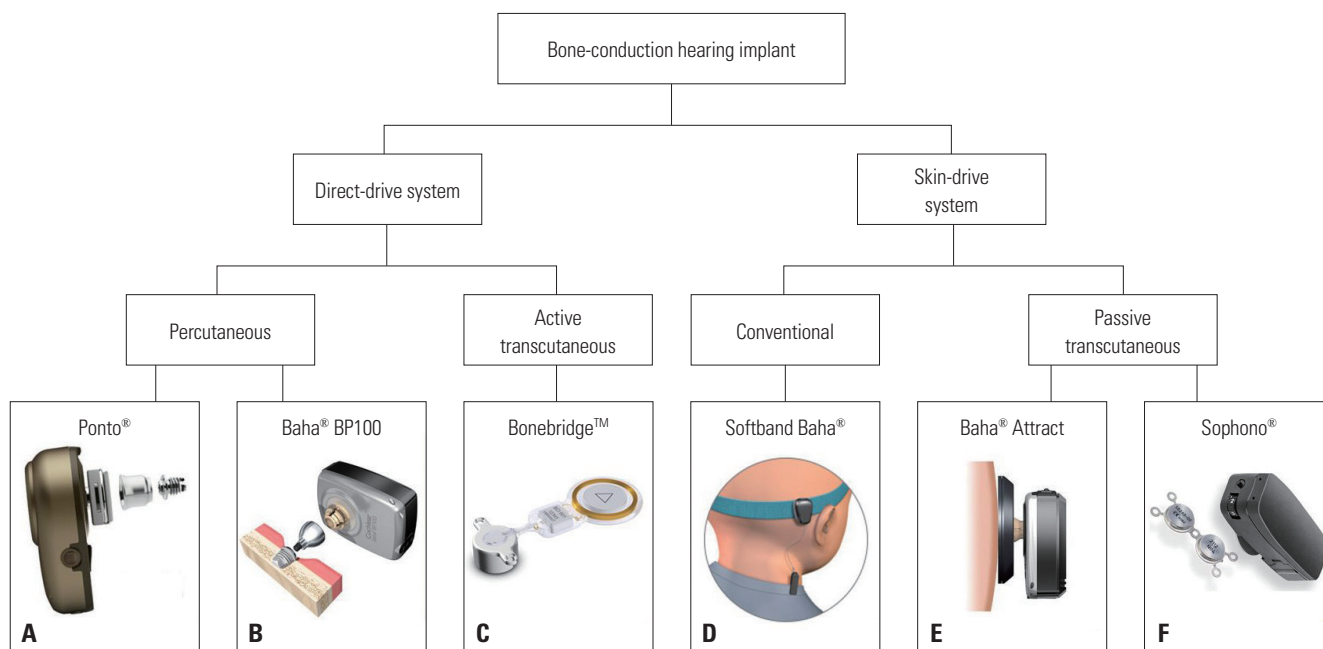 Bone-conduction hearing implant
Direct-drive system
Skin-drive
system
Percutaneous
Active
transcutaneous
Conventional
Passive
transcutaneous
Ponto®
Baha® BP100
Bonebridge™
Softband Baha®
Baha® Attract
Sophono®
A
B
C
D
E
F